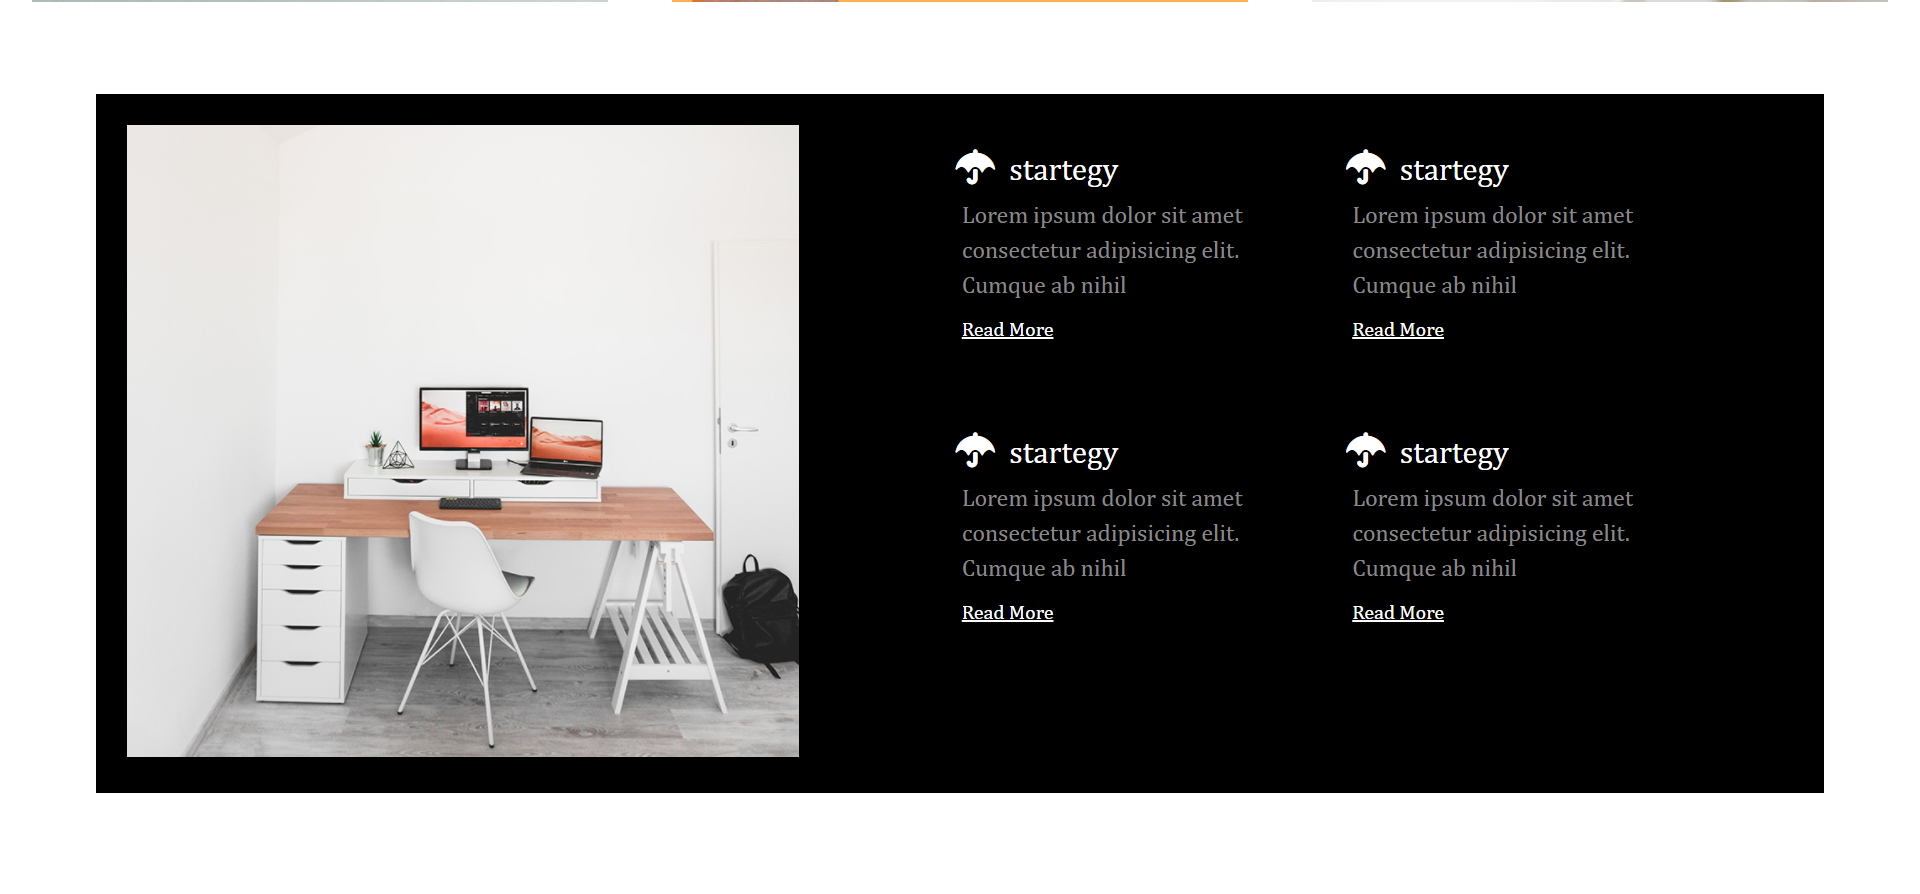 startegy
Lorem ipsum dolor sit amet
consectetur adipisicing elit.
Cumque ab nihil
Read More
startegy
Lorem ipsum dolor sit amet
consectetur adipisicing elit.
Cumque ab nihil
Read More
startegy
Lorem ipsum dolor sit amet
consectetur adipisicing elit.
Cumque ab nihil
Read More
startegy
Lorem ipsum dolor sit amet
consectetur adipisicing elit.
Cumque ab nihil
Read More